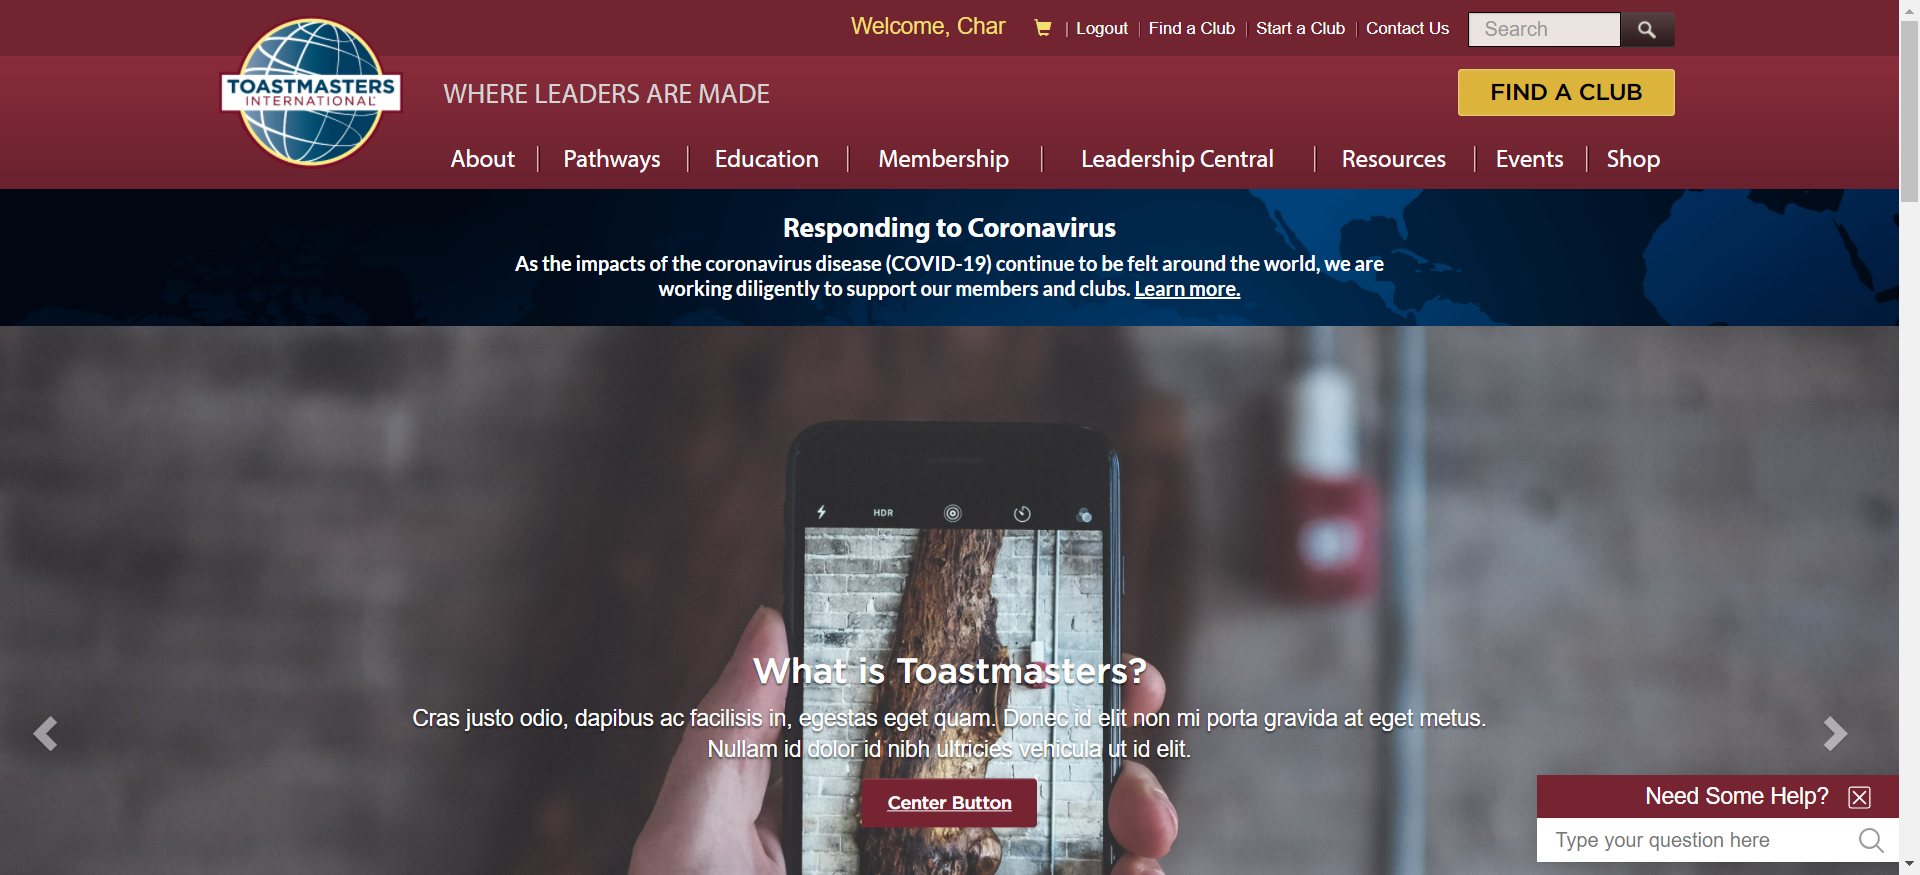 Welcome, Char
Logout
Find a Club
Start a Club
Contact Us
Search
TOASTMASTERS
INTERNATIONAL
WHERE LEADERS ARE MADE
FIND A CLUB
About
Pathways
Education
Membership
Leadership Central
Resources
Events
Shop
Responding to Coronavirus
As the impacts of the coronavirus disease (COVID-19) continue to be felt around the world, we are
working diligently to support our members and clubs. Learn more.
HDR
What is Toastmasters?
Cras justo odio, dapibus ac facilisis in, egestas eget quam. Donec id elit non mi porta gravida at eget metus.
Nullam id dolor id nibh ultricies vehicula ut id elit.
Center Button
Need Some Help?
Type your question here